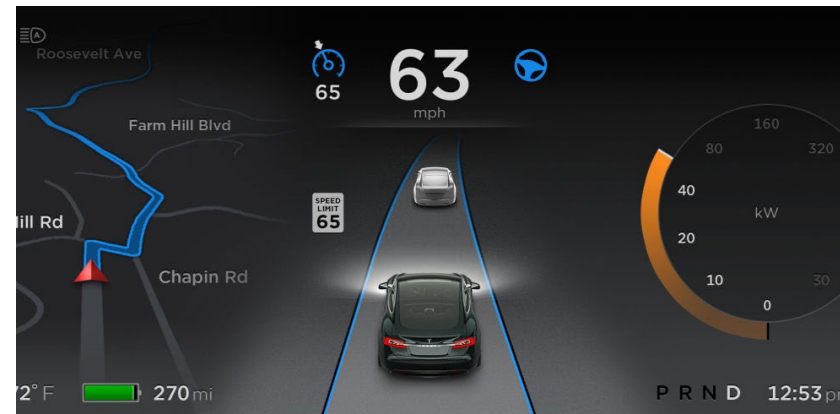 A
Roosevelt Ave
Farm Hill Blvd
ill Rd
Chapin Rd
2° F
270 mi
65
63
mph
SPEED
LIMIT
65
160
80
320
40
kW
20
10
30
0
P R N D
12:53 p